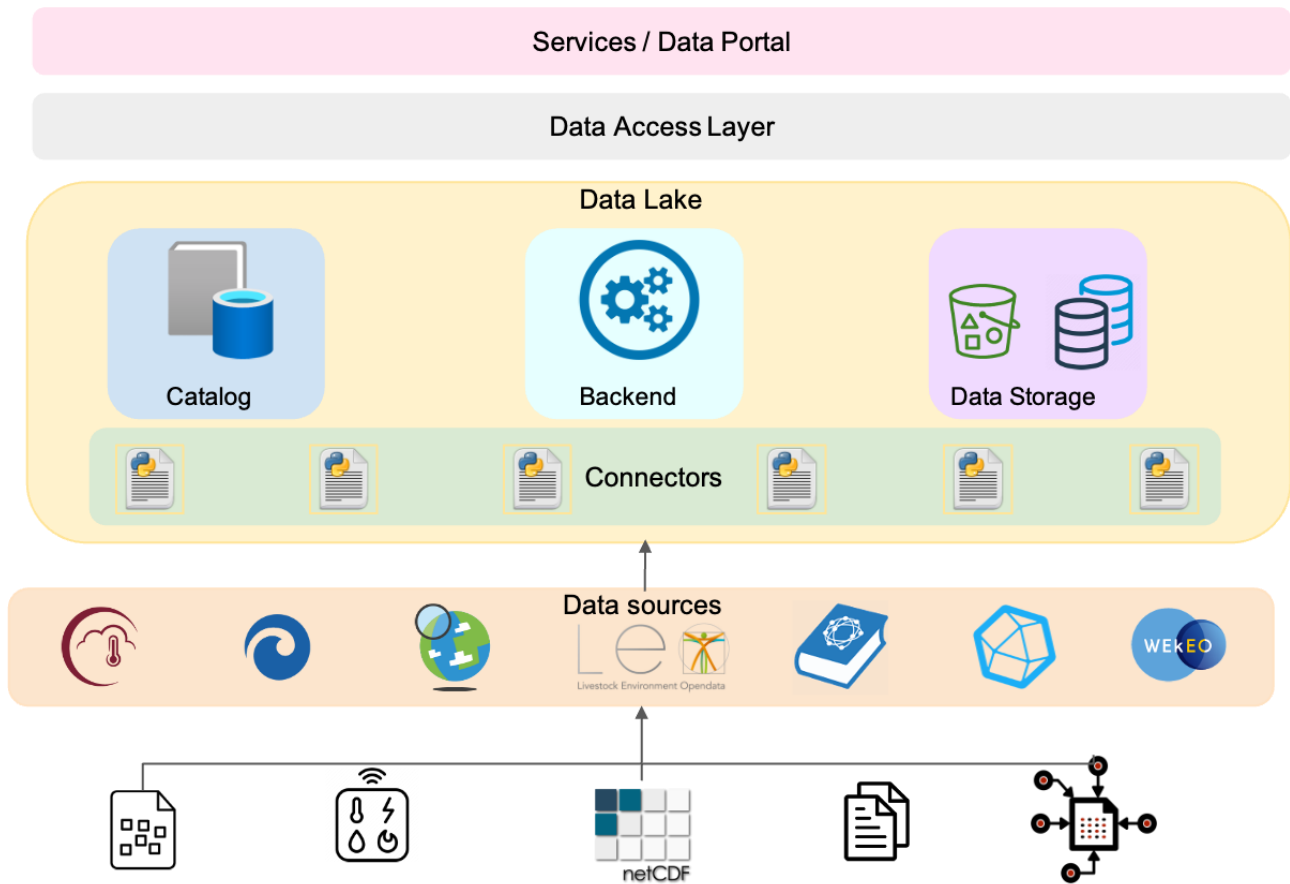 Services / Data Portal
Data Access Layer
Data Lake
Catalog
Backend
Data Storage
Connectors
Data sources
Le
Livestock Environment Opendata
WEkEO
netCDF